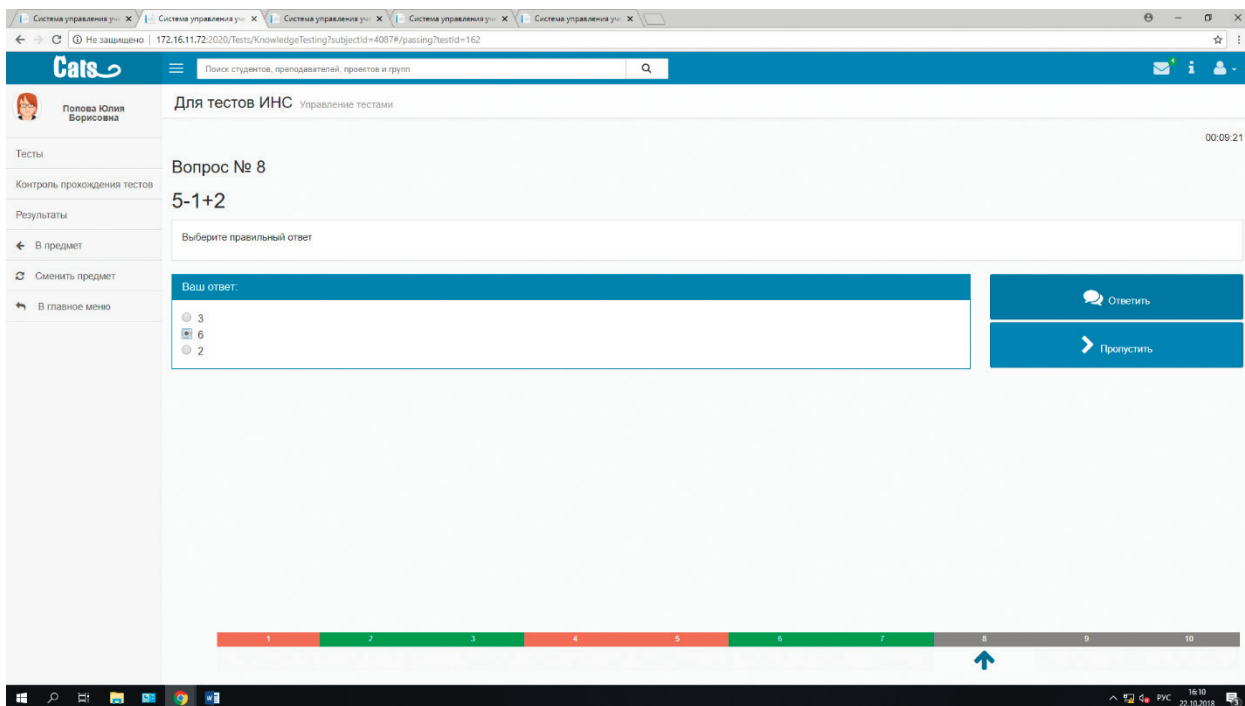 Система управления уч
Система управления уч
Система управления уч
Система управления уч
Система управления уч
Не защищено | 172.16.11.72:2020/Tests/KnowledgeTesting?subjectId=4087#/passing?testId=162
Cats
Поиск студентов, преподавателей, проектов и групп
Попова Юлия
Борисовна
Для тестов ИНС Управление тестами
00:09:21
Тесты
Контроль прохождения тестов
Результаты
В предмет
Сменить предмет
В главное меню
Вопрос № 8
5-1+2
Выберите правильный ответ
Ваш ответ:
3
6
2
Ответить
Пропустить
1 2 3 4 5 6 7 8 9 10
РУС
16:10
22.10.2018